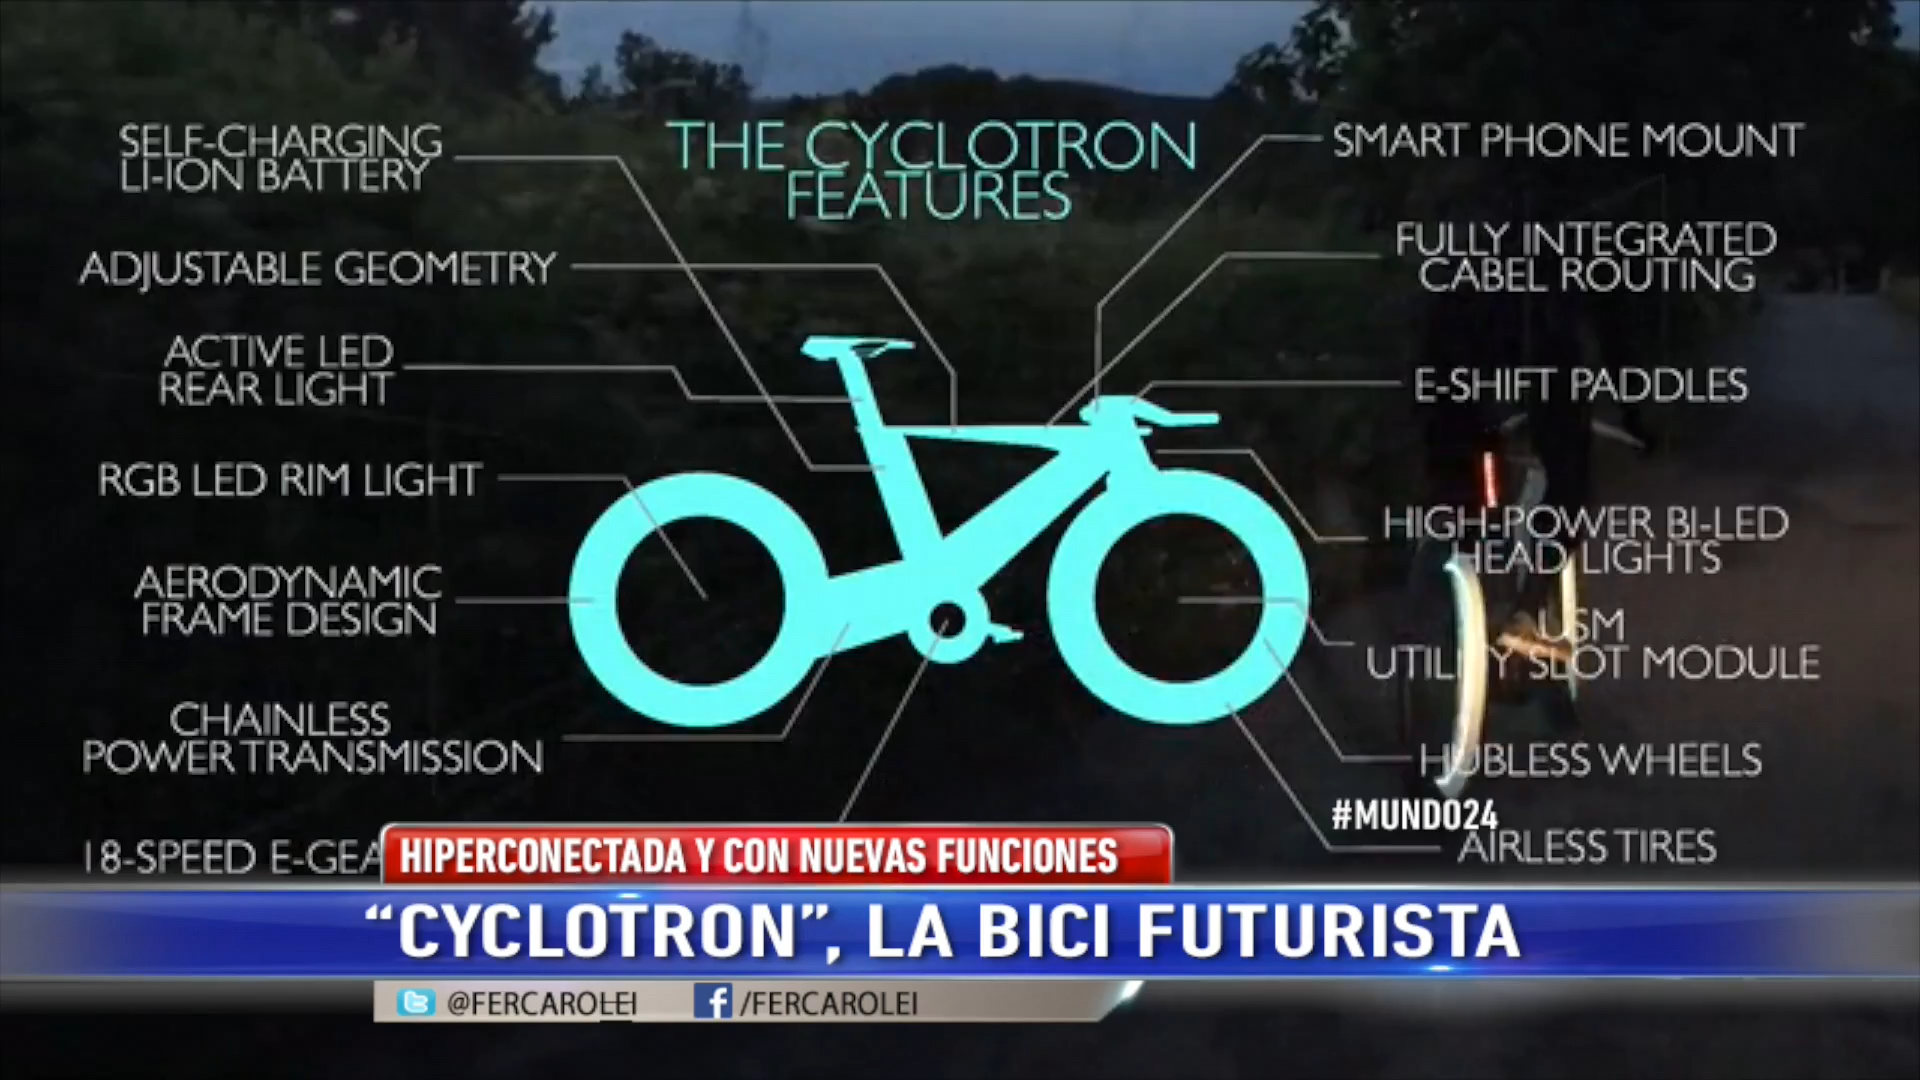 THE CYCLOTRON
FEATURES
SELF-CHARGING
LI-ION BATTERY
ADJUSTABLE GEOMETRY
ACTIVE LED
REAR LIGHT
RGB LED RIM LIGHT
AERODYNAMIC
FRAME DESIGN
CHAINLESS
POWER TRANSMISSION
18-SPEED E-GEA
SMART PHONE MOUNT
FULLY INTEGRATED
CABEL ROUTING
E-SHIFT PADDLES
HIGH-POWER BI-LED
HEAD LIGHTS
USM
UTILITY SLOT MODULE
HUBLESS WHEELS
#MUNDO24
AIRLESS TIRES
HIPERCONECTADA Y CON NUEVAS FUNCIONES
“CYCLOTRON”, LA BICI FUTURISTA
@FERCAROLEI
/FERCAROLEI